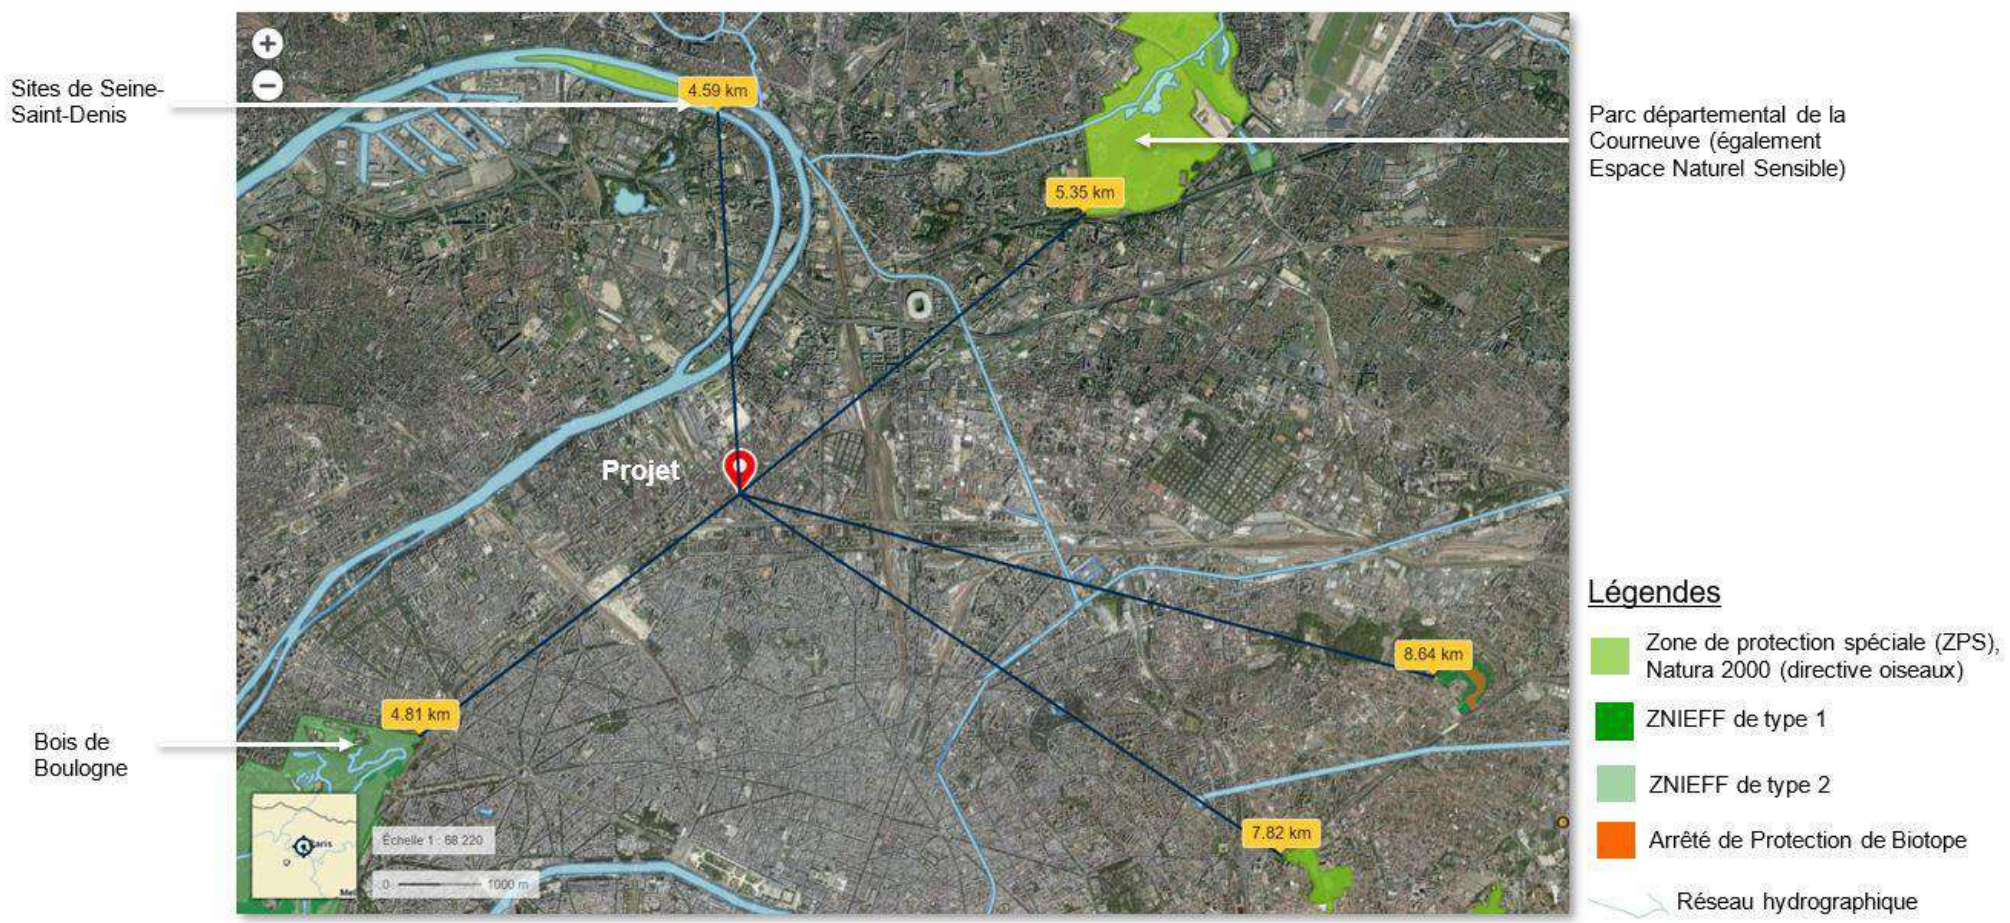 Sites de Seine-
Saint-Denis
+
−
4.59 km
Parc départemental de la
Courneuve (également
Espace Naturel Sensible)
5.35 km
Projet
8.64 km
4.81 km
Bois de
Boulogne
7.82 km
Paris
Échelle 1 : 68 220
0 1000 m
Légendes
Zone de protection spéciale (ZPS),
Natura 2000 (directive oiseaux)
ZNIEFF de type 1
ZNIEFF de type 2
Arrêté de Protection de Biotope
Réseau hydrographique